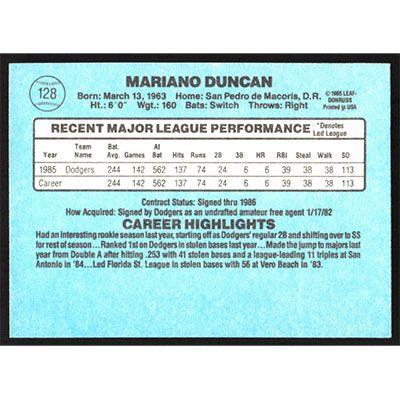 128
MARIANO DUNCAN
Born: March 13, 1963 Home: San Pedro de Macoris, D.R.
Ht.: 6'0" Wgt.: 160 Bats: Switch Throws: Right
© 1985 LEAF-
DONRUSS
Printed in USA
RECENT MAJOR LEAGUE PERFORMANCE *Denotes
Led League
Year Team Name Bat. Avg. Games At Bat Hits Runs 2B 3B HR RBI Steal Walk SO
1985 Dodgers 244 142 562 137 74 24 6 6 39 38 38 113
Career 244 142 562 137 74 24 6 6 39 38 38 113
Contract Status: Signed thru 1986
How Acquired: Signed by Dodgers as an undrafted amateur free agent 1/17/82
CAREER HIGHLIGHTS
Had an interesting rookie season last year, starting off as Dodgers' regular 2B and shifting over to SS
for rest of season...Ranked 1st on Dodgers in stolen bases last year...Made the jump to majors last
year from Double A after hitting .253 with 41 stolen bases and a league-leading 11 triples at San
Antonio in '84...Led Florida St. League in stolen bases with 56 at Vero Beach in '83.